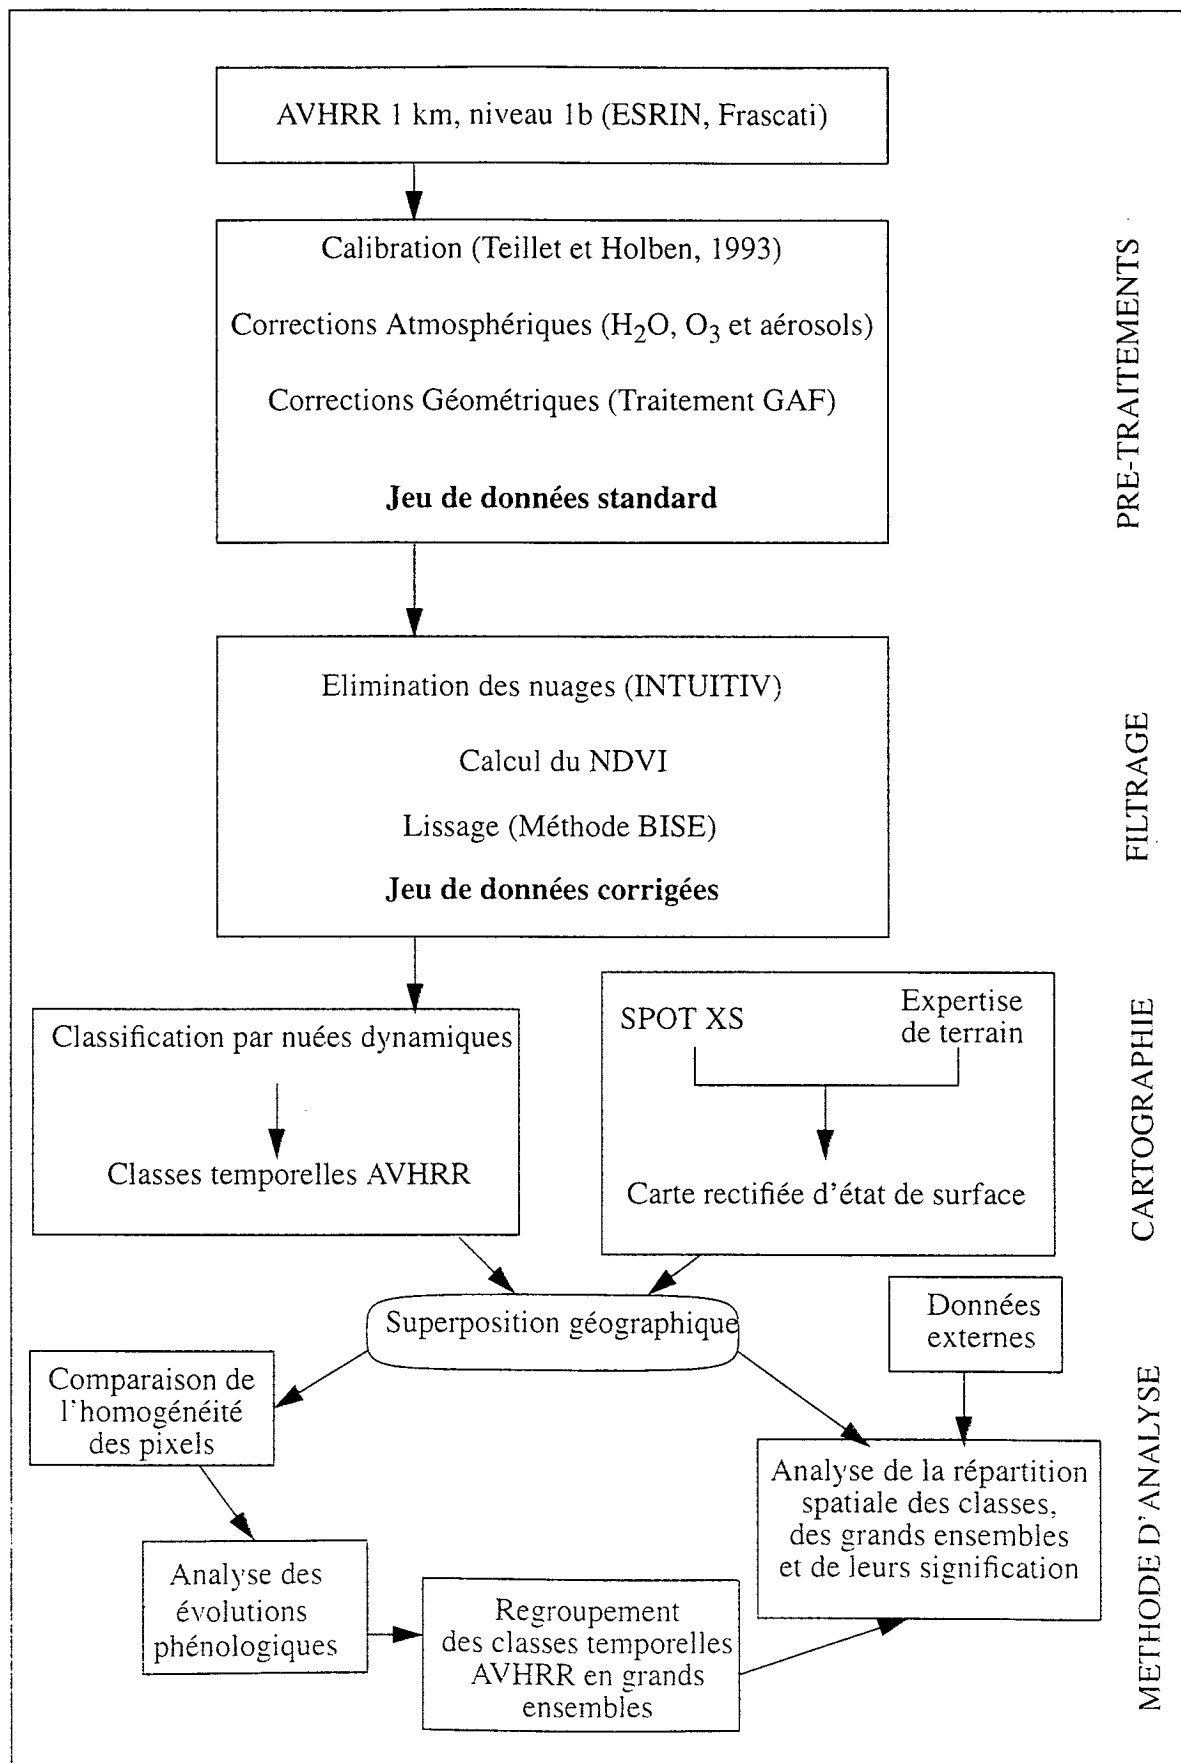 AVHRR 1 km, niveau 1b (ESRIN, Frascati)
Calibration (Teillet et Holben, 1993)
Corrections Atmosphériques (H₂O, O₃ et aérosols)
Corrections Géométriques (Traitement GAF)
Jeu de données standard
PRE-TRAITEMENTS
Elimination des nuages (INTUITIV)
Calcul du NDVI
Lissage (Méthode BISE)
Jeu de données corrigées
FILTRAGE
Classification par nuées dynamiques
Classes temporelles AVHRR
SPOT XS
Expertise
de terrain
Carte rectifiée d'état de surface
CARTOGRAPHIE
Superposition géographique
Données
externes
Comparaison de
l'homogénéité
des pixels
Analyse des
évolutions
phénologiques
Regroupement
des classes temporelles
AVHRR en grands
ensembles
Analyse de la répartition
spatiale des classes,
des grands ensembles
et de leurs signification
METHODE D'ANALYSE